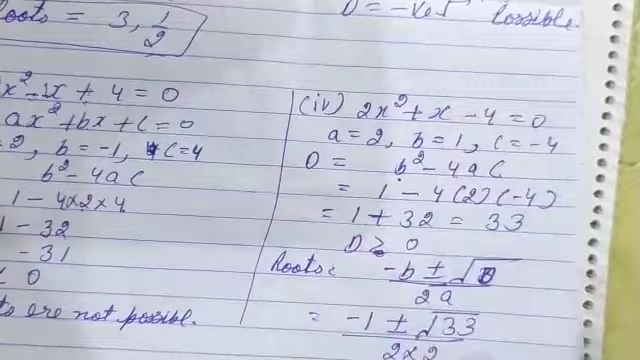 Roots = 3, 1/2
D = -ve
Possible.
x² - 1x + 4 = 0
ax² + bx + c = 0
= 2, b = -1, c = 4
b² - 4ac
1 - 4×2×4
1 - 32
- 31
< 0
ts are not possible.
(iv) 2x² + x - 4 = 0
a = 2, b = 1, c = -4
D = b² - 4ac
= 1 - 4(2)(-4)
= 1 + 32 = 33
D ≥ 0
Roots = -b ± √D / 2a
= -1 ± √33 / 2×2